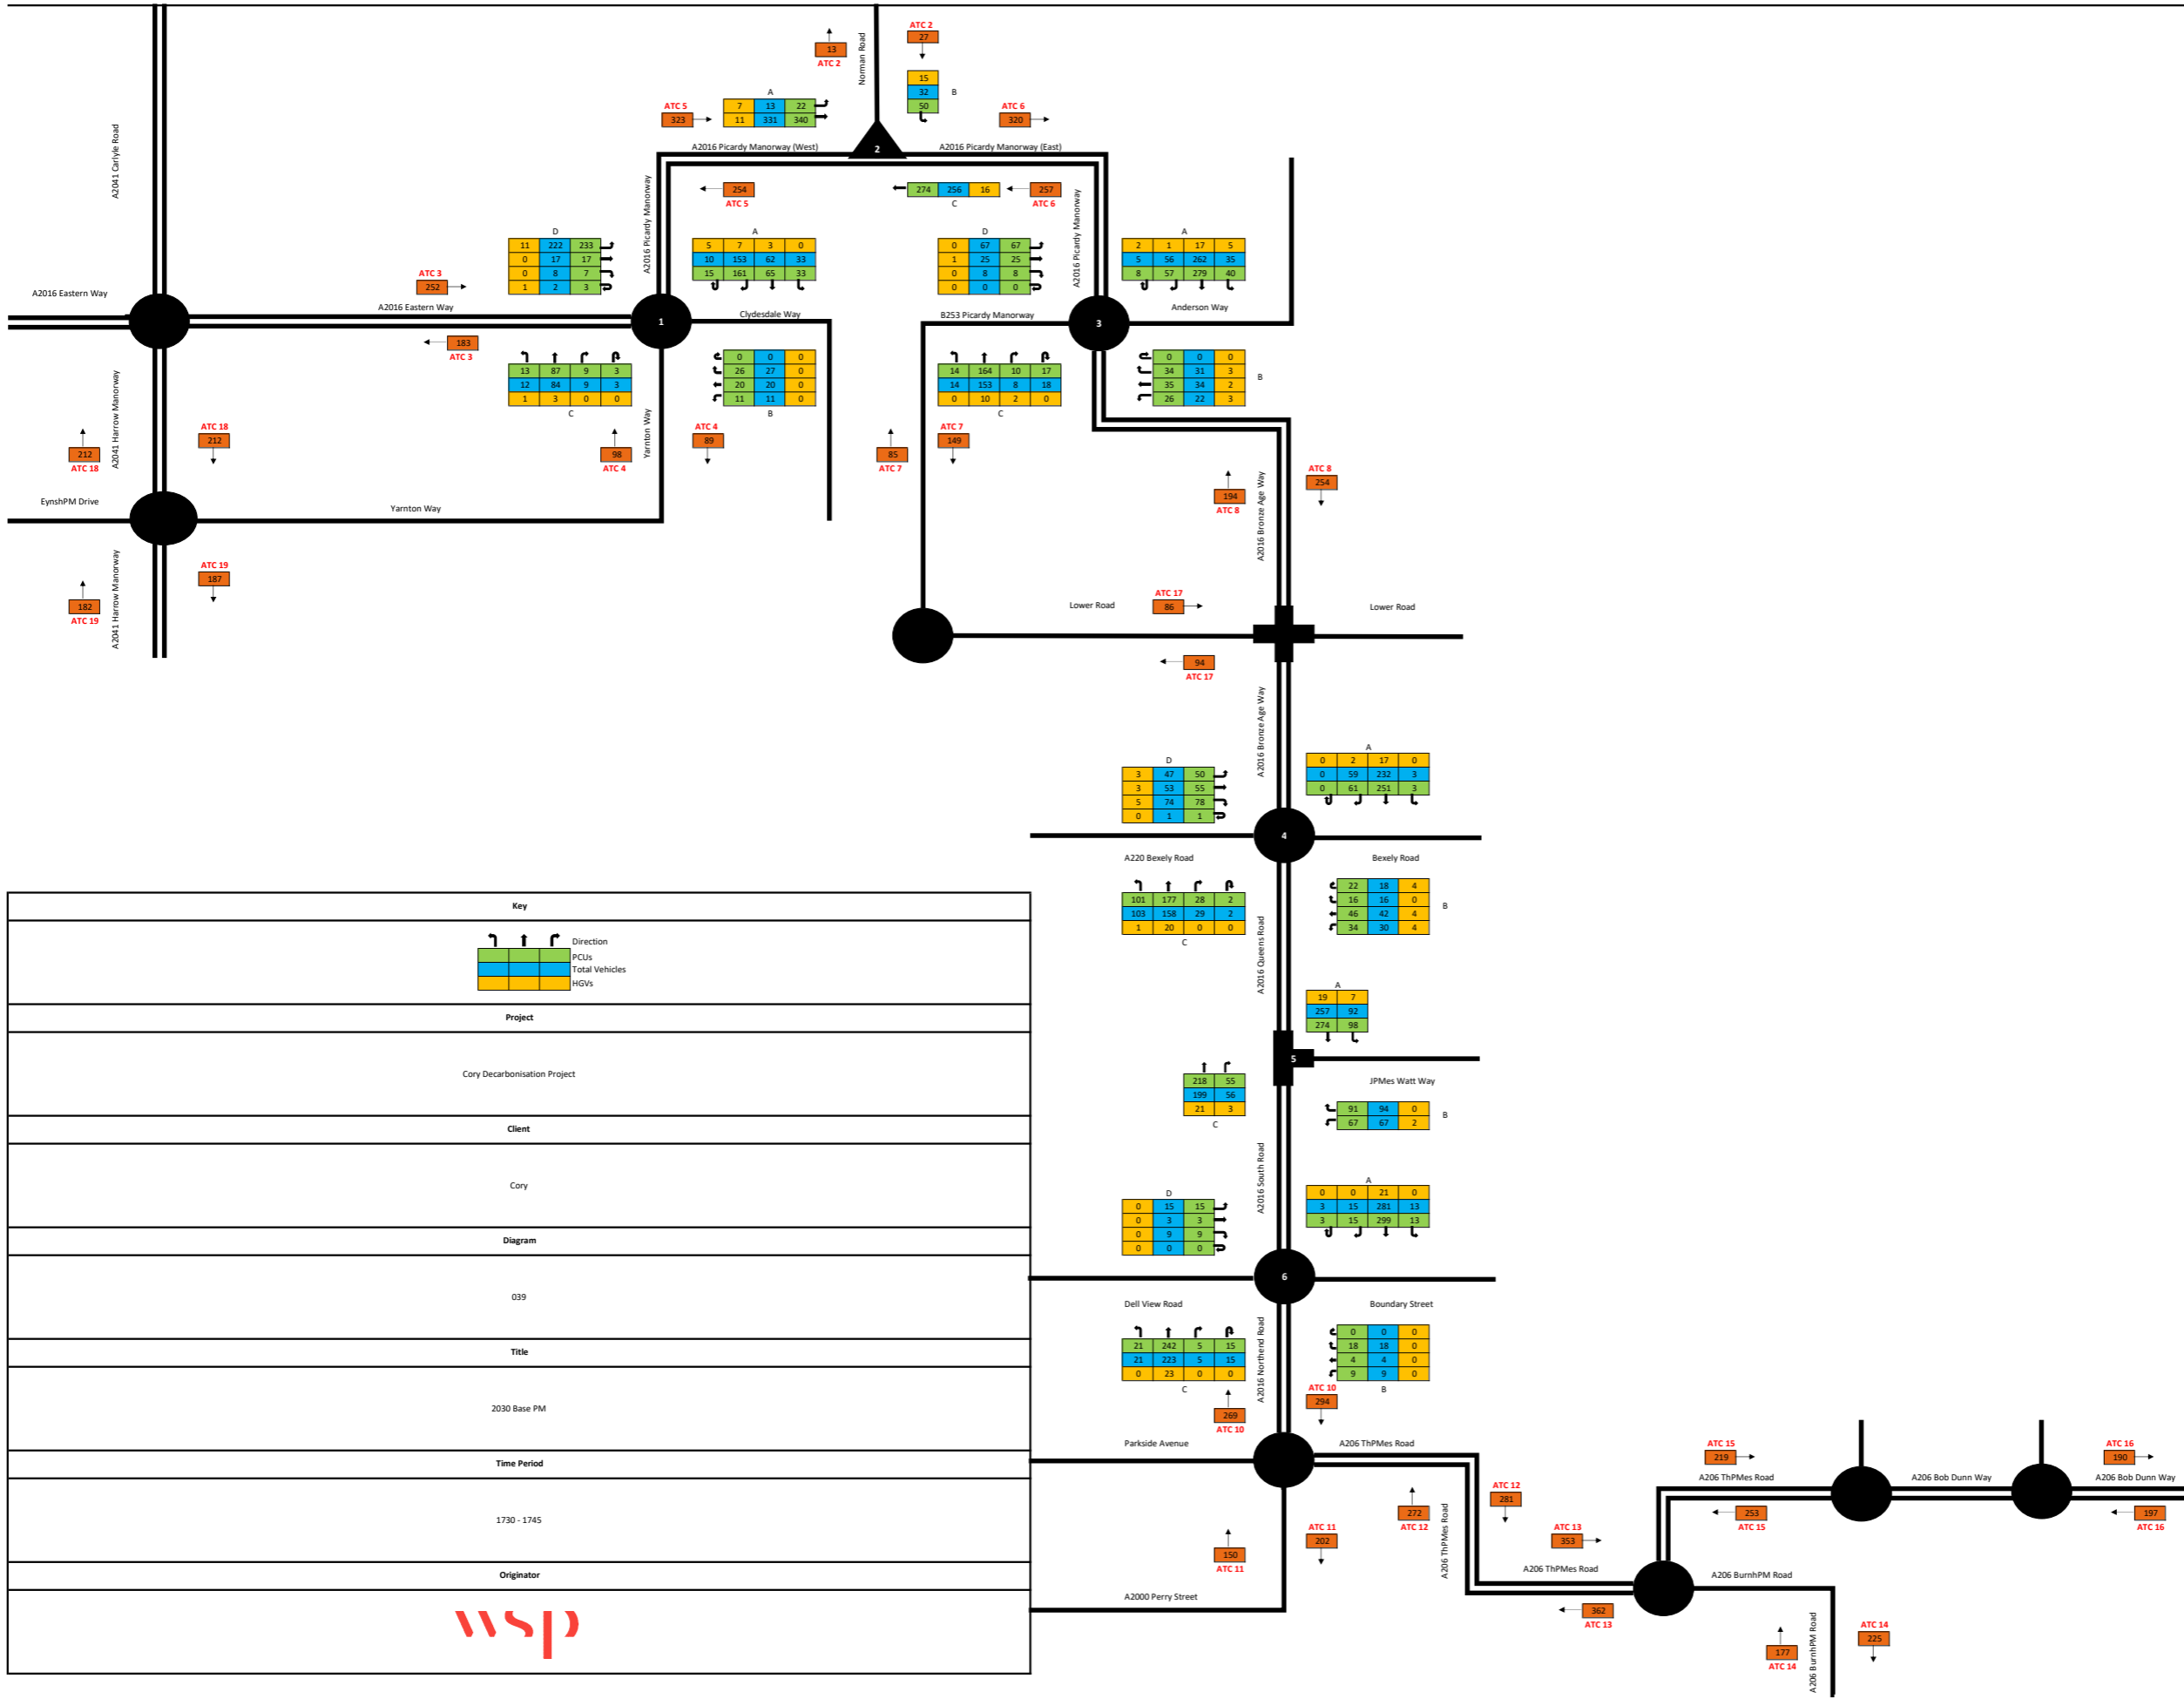 ATC 2
27
13
ATC 2
Norman Road
15
32
50
B
A
7 13 22
11 331 340
ATC 5
323
ATC 6
320
A2016 Picardy Manorway (West)
2
A2016 Picardy Manorway (East)
254
ATC 5
274 256 16
C
257
ATC 6
A2041 Carlyle Road
A2016 Picardy Manorway
A2016 Picardy Manorway
D
11 222 233
0 17 17
0 8 7
1 2 3
A
5 7 3 0
10 153 62 33
15 161 65 33
D
0 67 67
1 25 25
0 8 8
0 0 0
A
2 1 17 5
5 56 262 35
8 57 279 40
ATC 3
252
A2016 Eastern Way
A2016 Eastern Way
1
Clydesdale Way
B253 Picardy Manorway
3
Anderson Way
183
ATC 3
13 87 9 3
12 84 9 3
1 3 0 0
C
0 0 0
26 27 0
20 20 0
11 11 0
B
14 164 10 17
14 153 8 18
0 10 2 0
C
0 0 0
34 31 3
35 34 2
26 22 3
B
A2041 Harrow Manorway
212
ATC 18
ATC 18
212
98
ATC 4
Yarnton Way
ATC 4
89
85
ATC 7
ATC 7
149
194
ATC 8
A2016 Bronze Age Way
ATC 8
254
EynshPM Drive
Yarnton Way
182
ATC 19
A2041 Harrow Manorway
ATC 19
187
Lower Road
ATC 17
86
Lower Road
94
ATC 17
A2016 Bronze Age Way
D
3 47 50
3 53 55
5 74 78
0 1 1
A
0 2 17 0
0 59 232 3
0 61 251 3
4
A220 Bexely Road
Bexely Road
101 177 28 2
103 158 29 2
1 20 0 0
C
A2016 Queens Road
22 18 4
16 16 0
46 42 4
34 30 4
B
A
19 7
257 92
274 98
5
JPMes Watt Way
218 55
199 56
21 3
C
91 94 0
67 67 2
B
A2016 South Road
D
0 15 15
0 3 3
0 9 9
0 0 0
A
0 0 21 0
3 15 281 13
3 15 299 13
6
Dell View Road
Boundary Street
21 242 5 15
21 223 5 15
0 23 0 0
C
A2016 Northend Road
0 0 0
18 18 0
4 4 0
9 9 0
B
269
ATC 10
ATC 10
294
Parkside Avenue
A206 ThPMes Road
150
ATC 11
ATC 11
202
A2000 Perry Street
272
ATC 12
A206 ThPMes Road
ATC 12
281
ATC 13
353
A206 ThPMes Road
362
ATC 13
ATC 15
219
A206 ThPMes Road
253
ATC 15
A206 Bob Dunn Way
ATC 16
190
A206 Bob Dunn Way
197
ATC 16
A206 BurnhPM Road
177
ATC 14
A206 BurnhPM Road
ATC 14
225
Key
Direction
PCUs
Total Vehicles
HGVs
Project
Cory Decarbonisation Project
Client
Cory
Diagram
039
Title
2030 Base PM
Time Period
1730 - 1745
Originator
wsp